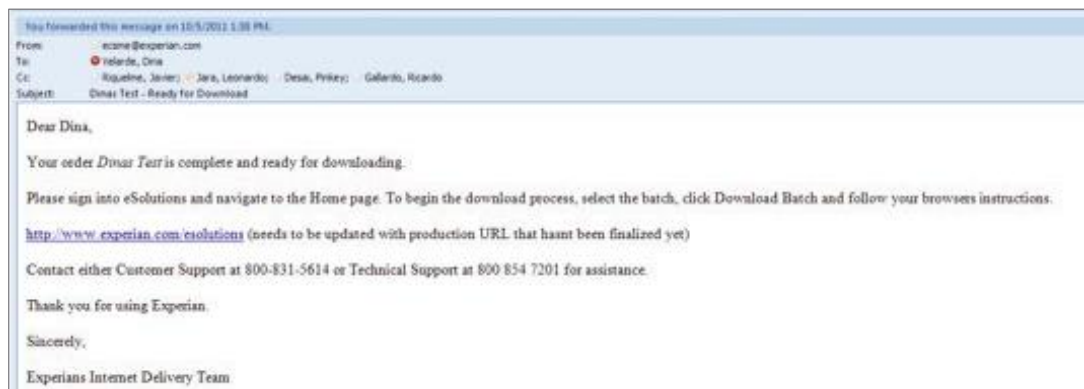 You forwarded this message on 10/5/2012 1:38 PM.
From: ecsme@experian.com
To: Velarde, Dina
Cc: Riquelme, Javier; Jara, Leonardo; Desai, Pinkey; Gallardo, Ricardo
Subject: Dinas Test - Ready for Download
Dear Dina,
Your order Dinas Test is complete and ready for downloading.
Please sign into eSolutions and navigate to the Home page. To begin the download process, select the batch, click Download Batch and follow your browsers instructions.
http://www.experian.com/esolutions (needs to be updated with production URL that hasnt been finalized yet)
Contact either Customer Support at 800-831-5614 or Technical Support at 800 854 7201 for assistance.
Thank you for using Experian.
Sincerely,
Experians Internet Delivery Team